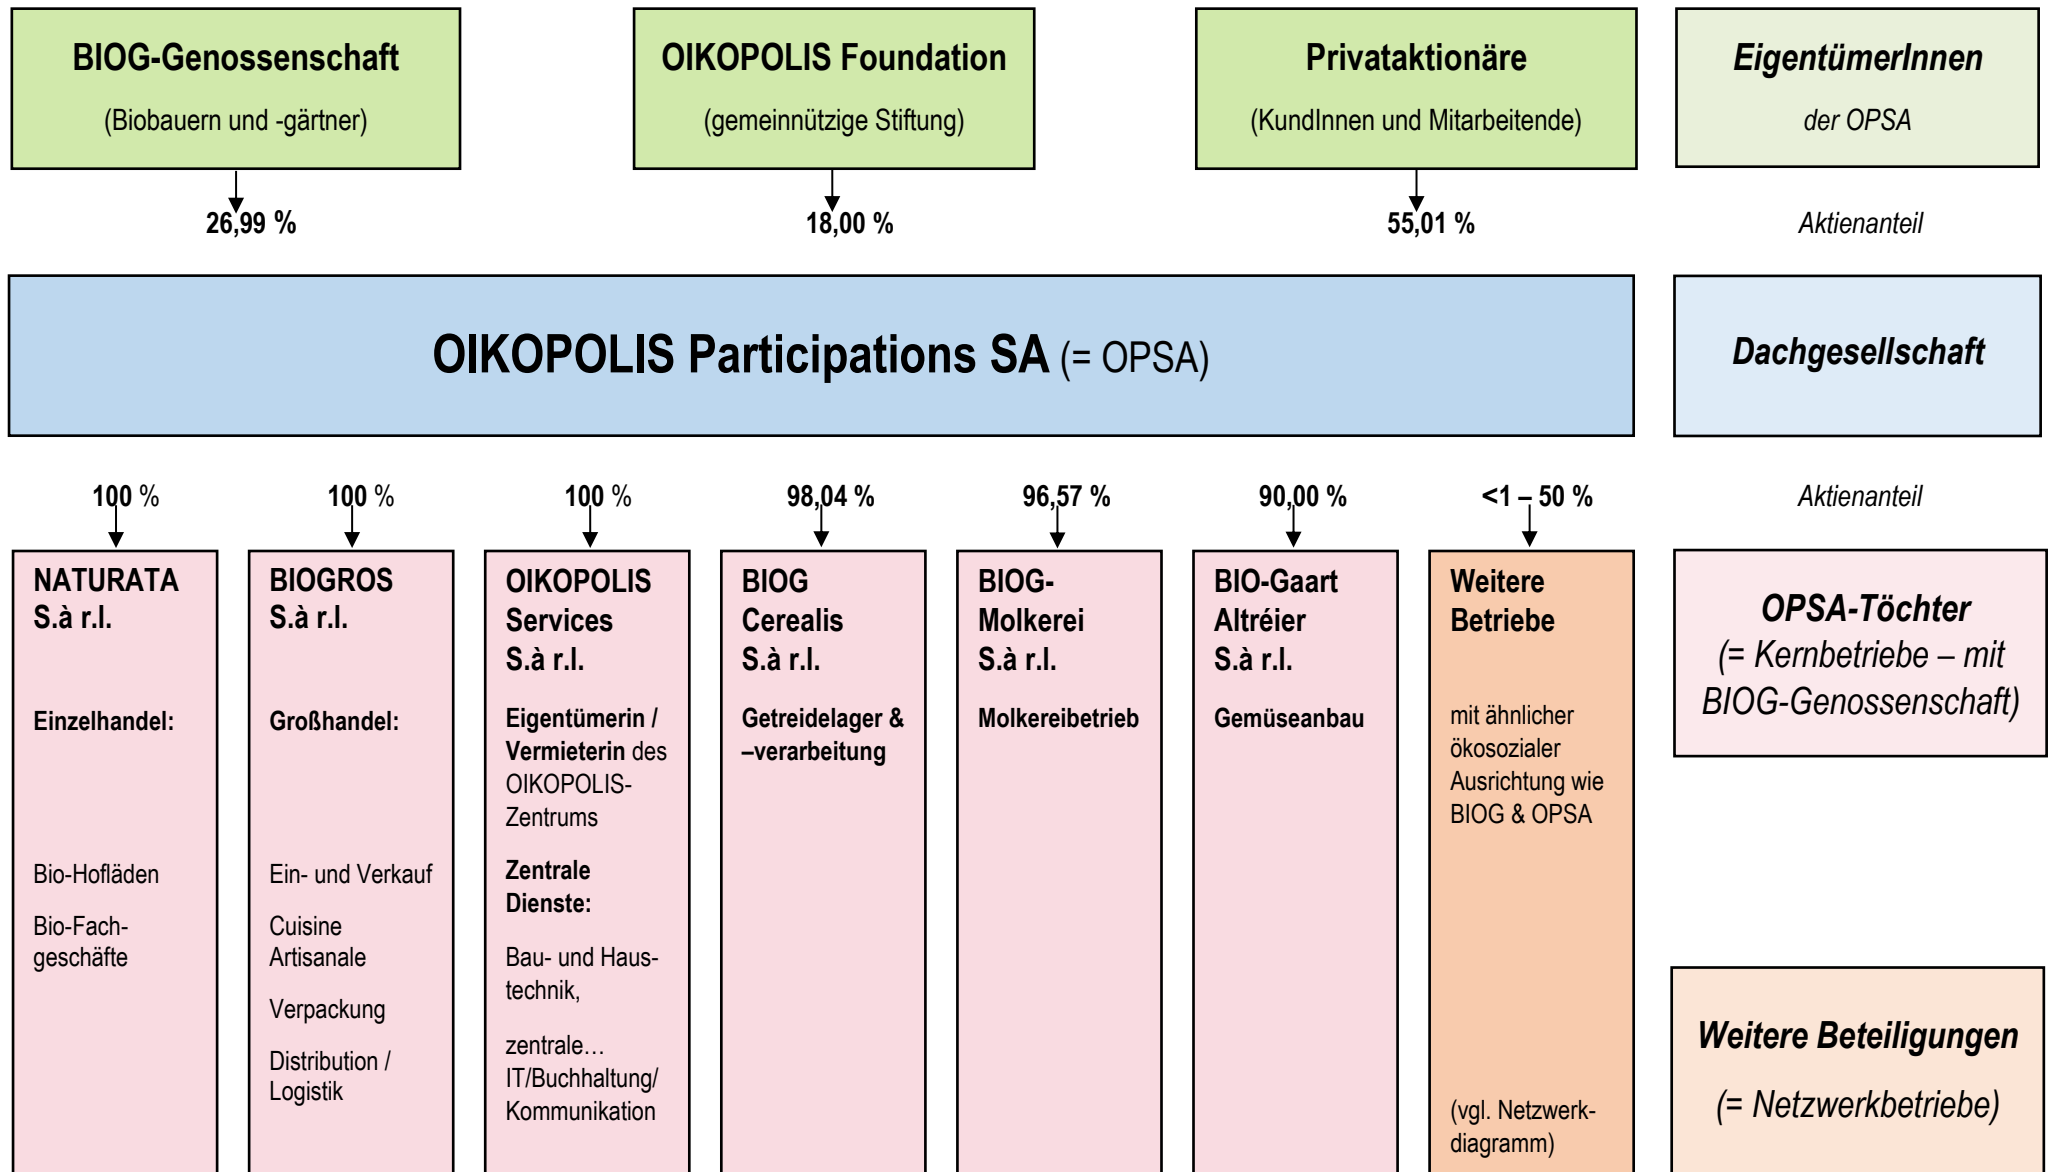 BIOG-Genossenschaft
(Biobauern und -gärtner)
OIKOPOLIS Foundation
(gemeinnützige Stiftung)
Privataktionäre
(KundInnen und Mitarbeitende)
EigentümerInnen
der OPSA
26,99 %
18,00 %
55,01 %
Aktienanteil
OIKOPOLIS Participations SA (= OPSA)
Dachgesellschaft
100 %
100 %
100 %
98,04 %
96,57 %
90,00 %
<1 – 50 %
Aktienanteil
NATURATA
S.à r.l.
Einzelhandel:
Bio-Hofläden
Bio-Fach-
geschäfte
BIOGROS
S.à r.l.
Großhandel:
Ein- und Verkauf
Cuisine
Artisanale
Verpackung
Distribution /
Logistik
OIKOPOLIS
Services
S.à r.l.
Eigentümerin /
Vermieterin des
OIKOPOLIS-
Zentrums
Zentrale
Dienste:
Bau- und Haus-
technik,
zentrale…
IT/Buchhaltung/
Kommunikation
BIOG
Cerealis
S.à r.l.
Getreidelager &
–verarbeitung
BIOG-
Molkerei
S.à r.l.
Molkereibetrieb
BIO-Gaart
Altréier
S.à r.l.
Gemüseanbau
Weitere
Betriebe
mit ähnlicher
ökosozialer
Ausrichtung wie
BIOG & OPSA
(vgl. Netzwerk-
diagramm)
OPSA-Töchter
(= Kernbetriebe – mit
BIOG-Genossenschaft)
Weitere Beteiligungen
(= Netzwerkbetriebe)